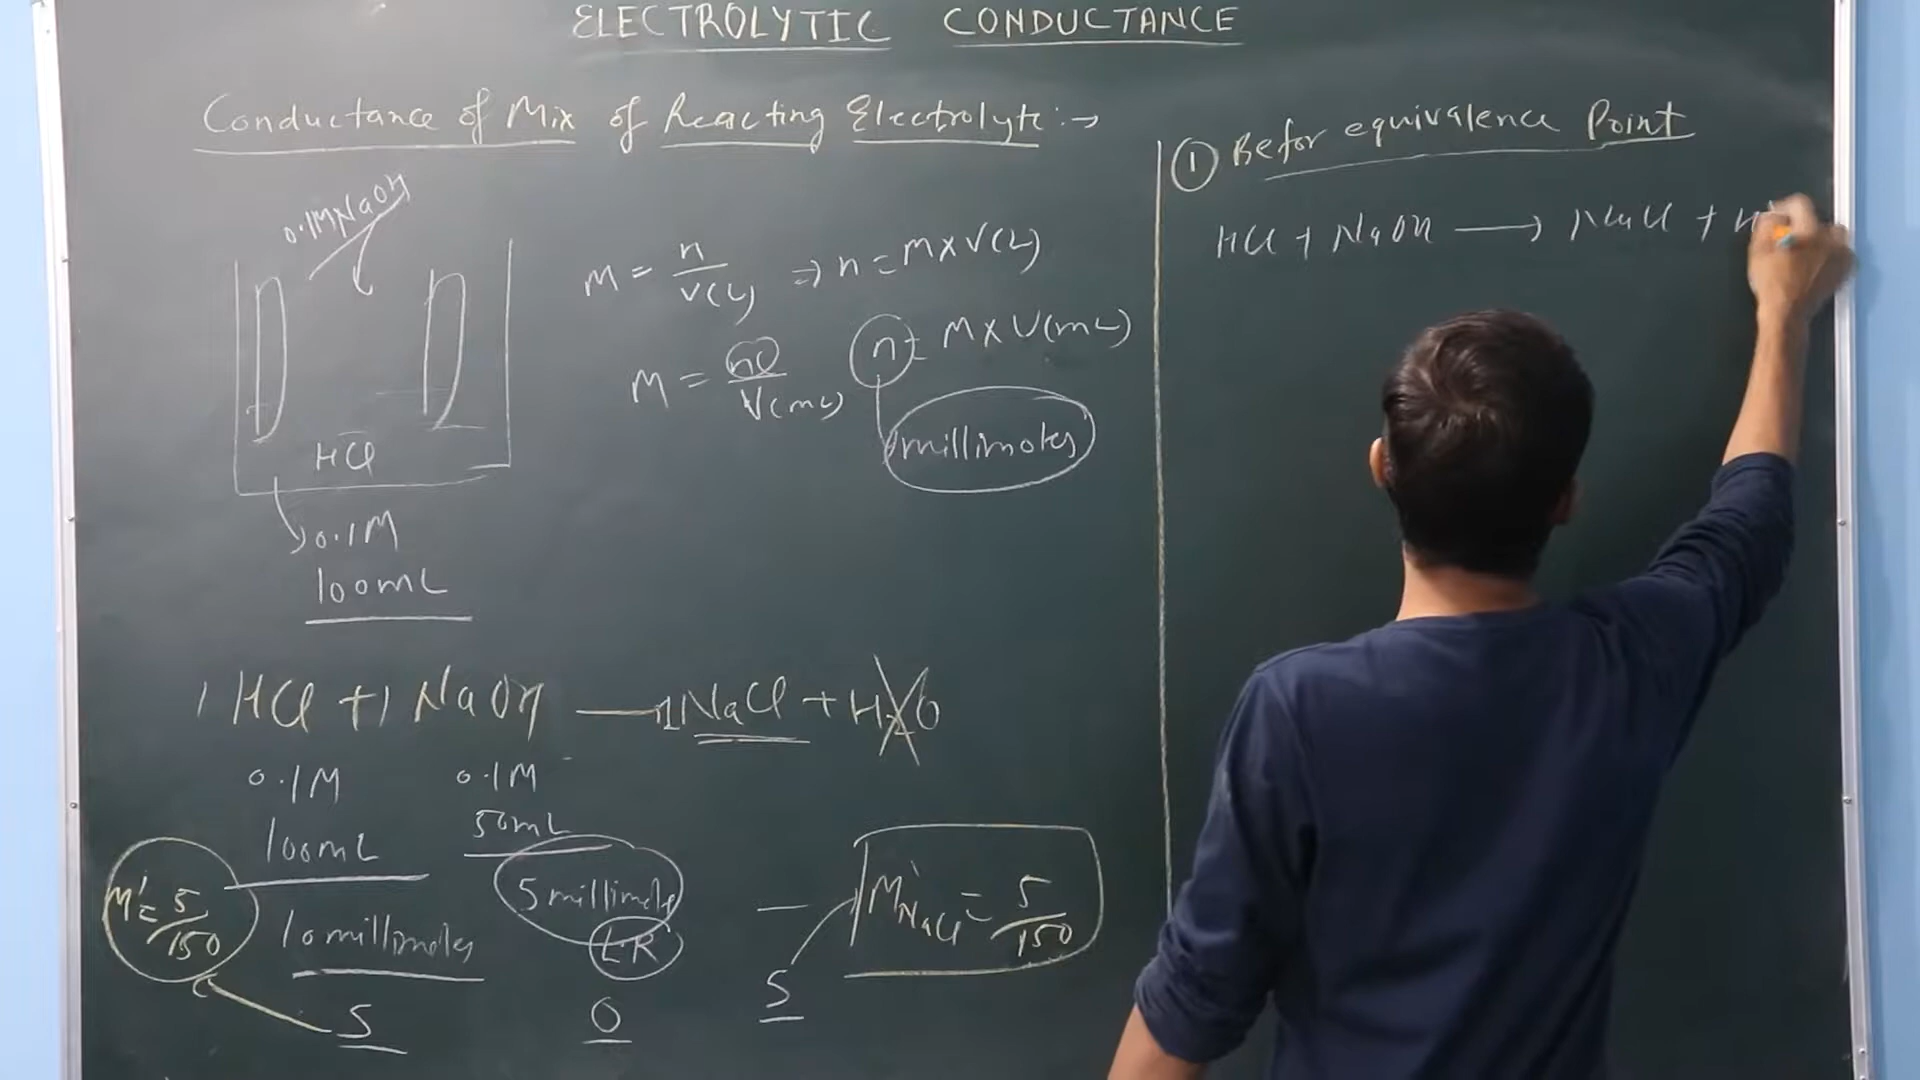 ELECTROLYTIC CONDUCTANCE
Conductance of Mix of Reacting Electrolyte :→
0.1M NaOH
HCl
0.1M
100mL
M = n/V(L) ⇒ n = M×V(L)
M = /V(mL) n = M×V(mL)
millimoles
1 HCl + 1 NaOH → 1 NaCl + H2O
0.1M 0.1M
100mL 50mL
M' = 5/150 10 millimoles 5 millimole — M'NaCl = 5/150
LR
5 0 5
① Befor equivalence Point
HCl + NaOH → NaCl + H